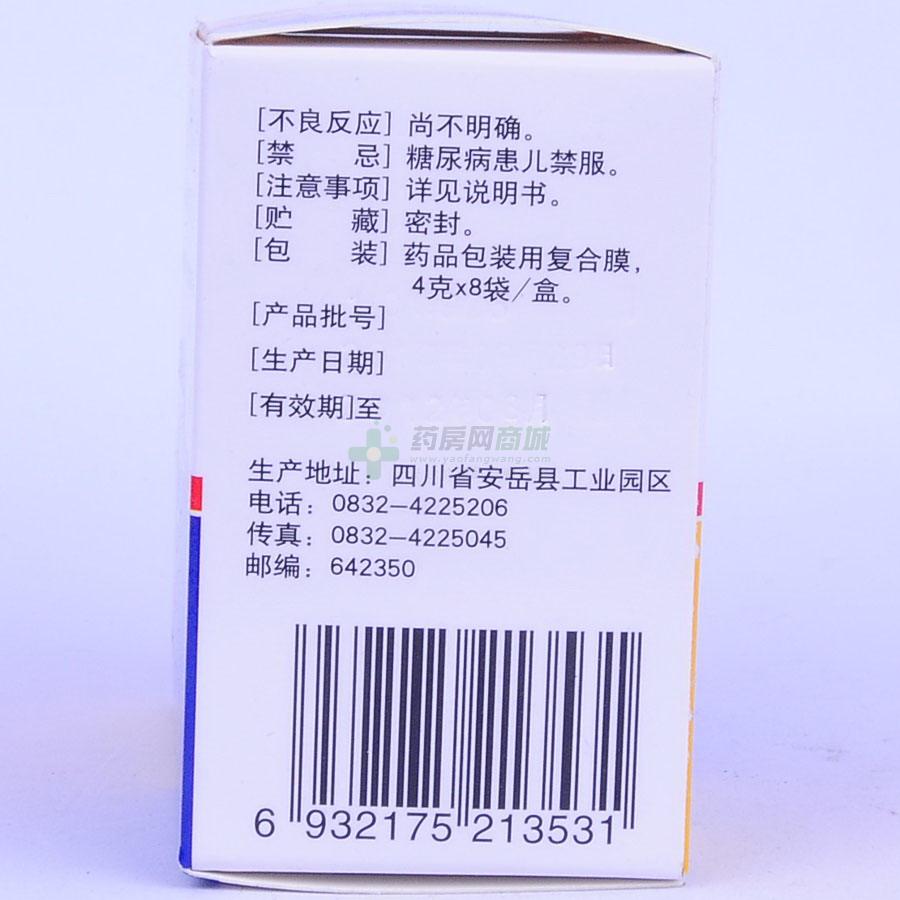 [不良反应] 尚不明确。
[禁 忌] 糖尿病患儿禁服。
[注意事项] 详见说明书。
[贮 藏] 密封。
[包 装] 药品包装用复合膜，
4克x8袋/盒。
[产品批号]
[生产日期]
[有效期]至
药房网商城
www.yaofangwang.com
生产地址：四川省安岳县工业园区
电话：0832—4225206
传真：0832—4225045
邮编：642350
6 932175 213531